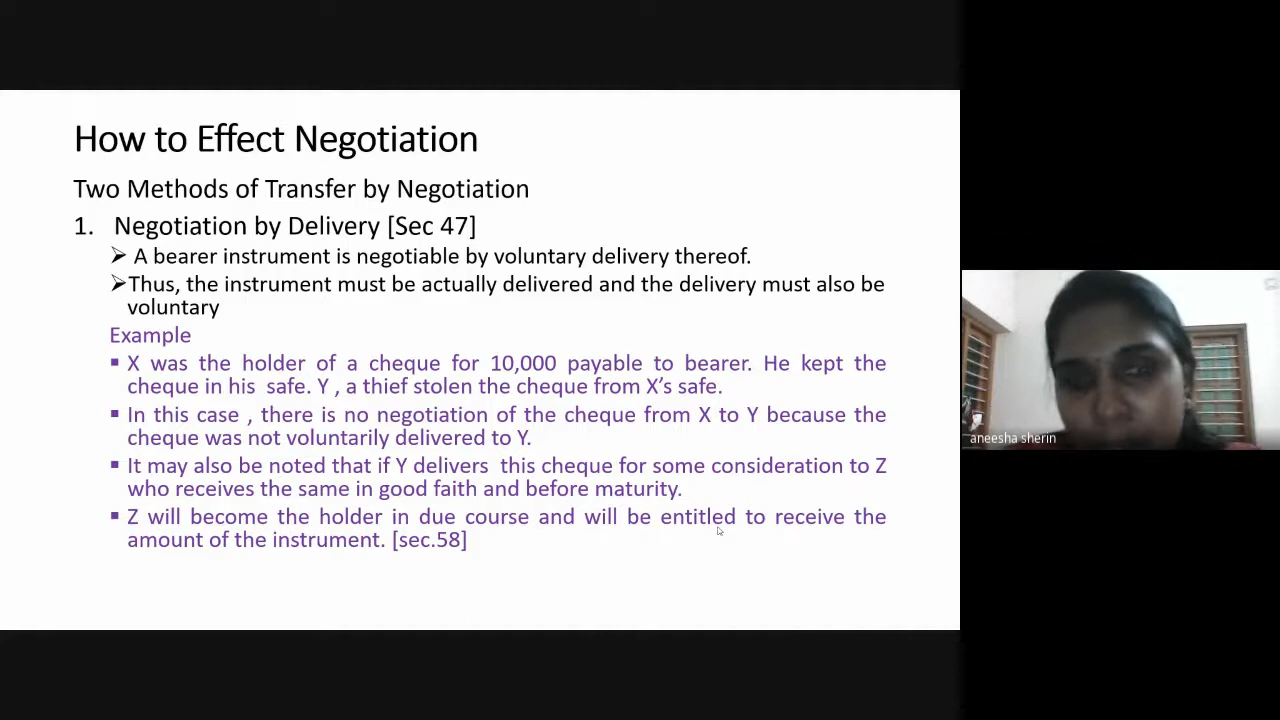 How to Effect Negotiation
Two Methods of Transfer by Negotiation
1. Negotiation by Delivery [Sec 47]
➢ A bearer instrument is negotiable by voluntary delivery thereof.
➢Thus, the instrument must be actually delivered and the delivery must also be
voluntary
Example
▪ X was the holder of a cheque for 10,000 payable to bearer. He kept the
cheque in his safe. Y , a thief stolen the cheque from X’s safe.
▪ In this case , there is no negotiation of the cheque from X to Y because the
cheque was not voluntarily delivered to Y.
▪ It may also be noted that if Y delivers this cheque for some consideration to Z
who receives the same in good faith and before maturity.
▪ Z will become the holder in due course and will be entitled to receive the
amount of the instrument. [sec.58]
aneesha sherin